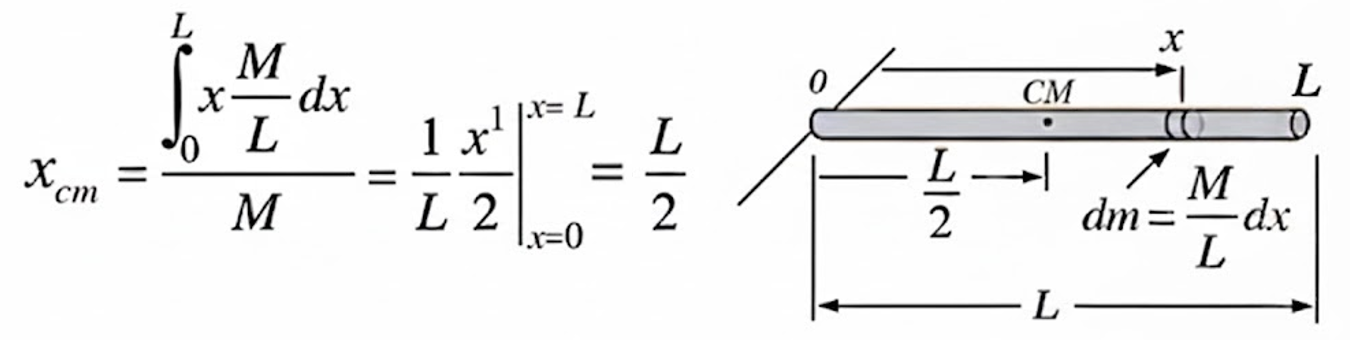 x_cm = ∫_0^L x M/L dx / M = 1/L x^1/2 |_{x=0}^{x= L} = L/2
0
x
L
CM
L/2
dm = M/L dx
L